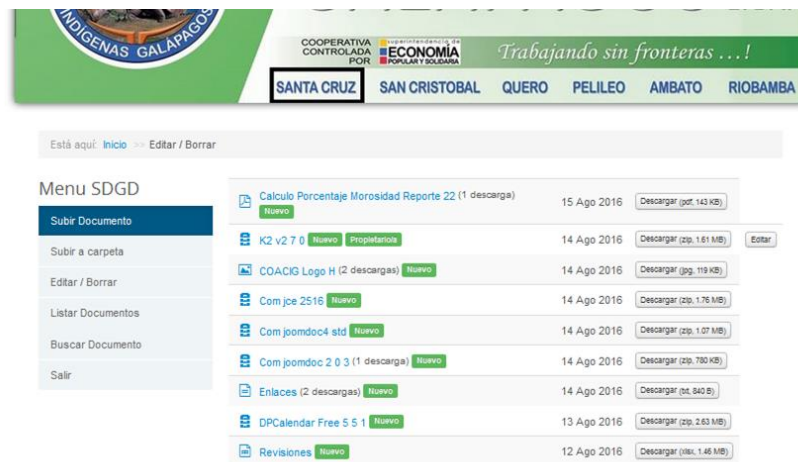 INDIGENAS GALAPAGOS
COOPERATIVA
CONTROLADA
POR
superintendencia de
ECONOMÍA
POPULAR Y SOLIDARIA
Trabajando sin fronteras ...!
SANTA CRUZ SAN CRISTOBAL QUERO PELILEO AMBATO RIOBAMBA
Está aquí: Inicio >> Editar / Borrar
Menu SDGD
Subir Documento
Subir a carpeta
Editar / Borrar
Listar Documentos
Buscar Documento
Salir
Calculo Porcentaje Morosidad Reporte 22 (1 descarga) 15 Ago 2016 Descargar (pdf, 143 KB)
Nuevo
K2 v2 7 0 Nuevo Propietario/a 14 Ago 2016 Descargar (zip, 1.61 MB) Editar
COACIG Logo H (2 descargas) Nuevo 14 Ago 2016 Descargar (jpg, 119 KB)
Com jce 2516 Nuevo 14 Ago 2016 Descargar (zip, 1.76 MB)
Com joomdoc4 std Nuevo 14 Ago 2016 Descargar (zip, 1.07 MB)
Com joomdoc 2 0 3 (1 descarga) Nuevo 14 Ago 2016 Descargar (zip, 780 KB)
Enlaces (2 descargas) Nuevo 14 Ago 2016 Descargar (txt, 840 B)
DPCalendar Free 5 5 1 Nuevo 13 Ago 2016 Descargar (zip, 2.63 MB)
Revisiones Nuevo 12 Ago 2016 Descargar (xlsx, 1.46 MB)